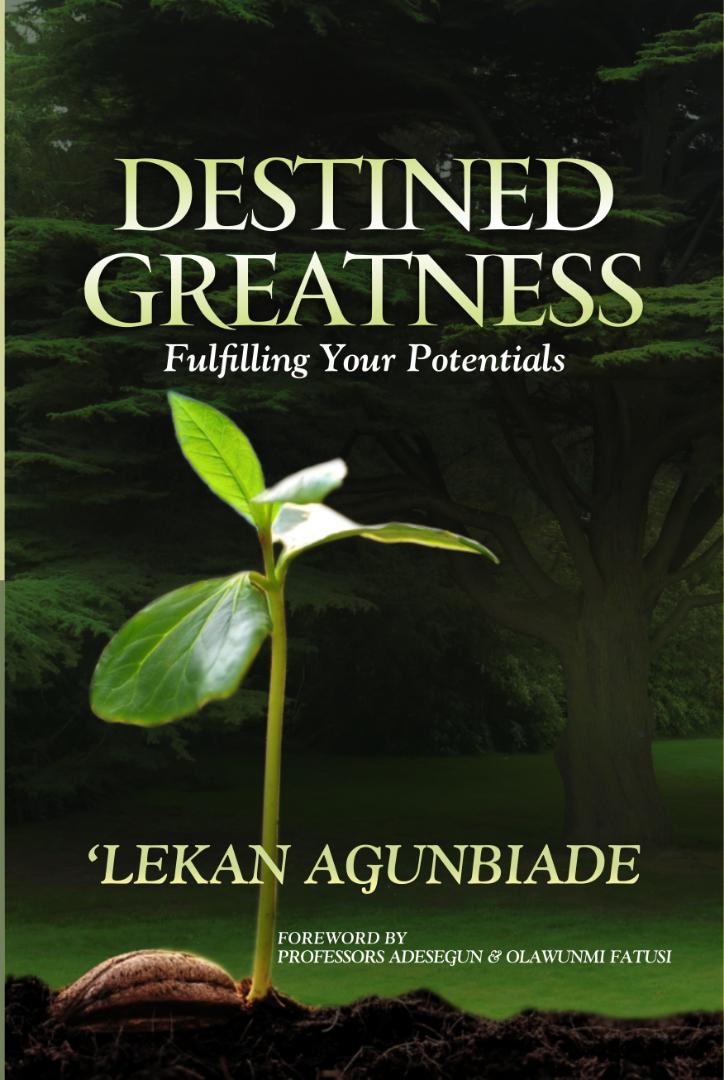 DESTINED
GREATNESS
Fulfilling Your Potentials
‘LEKAN AGUNBIADE
FOREWORD BY
PROFESSORS ADESEGUN & OLAWUNMI FATUSI